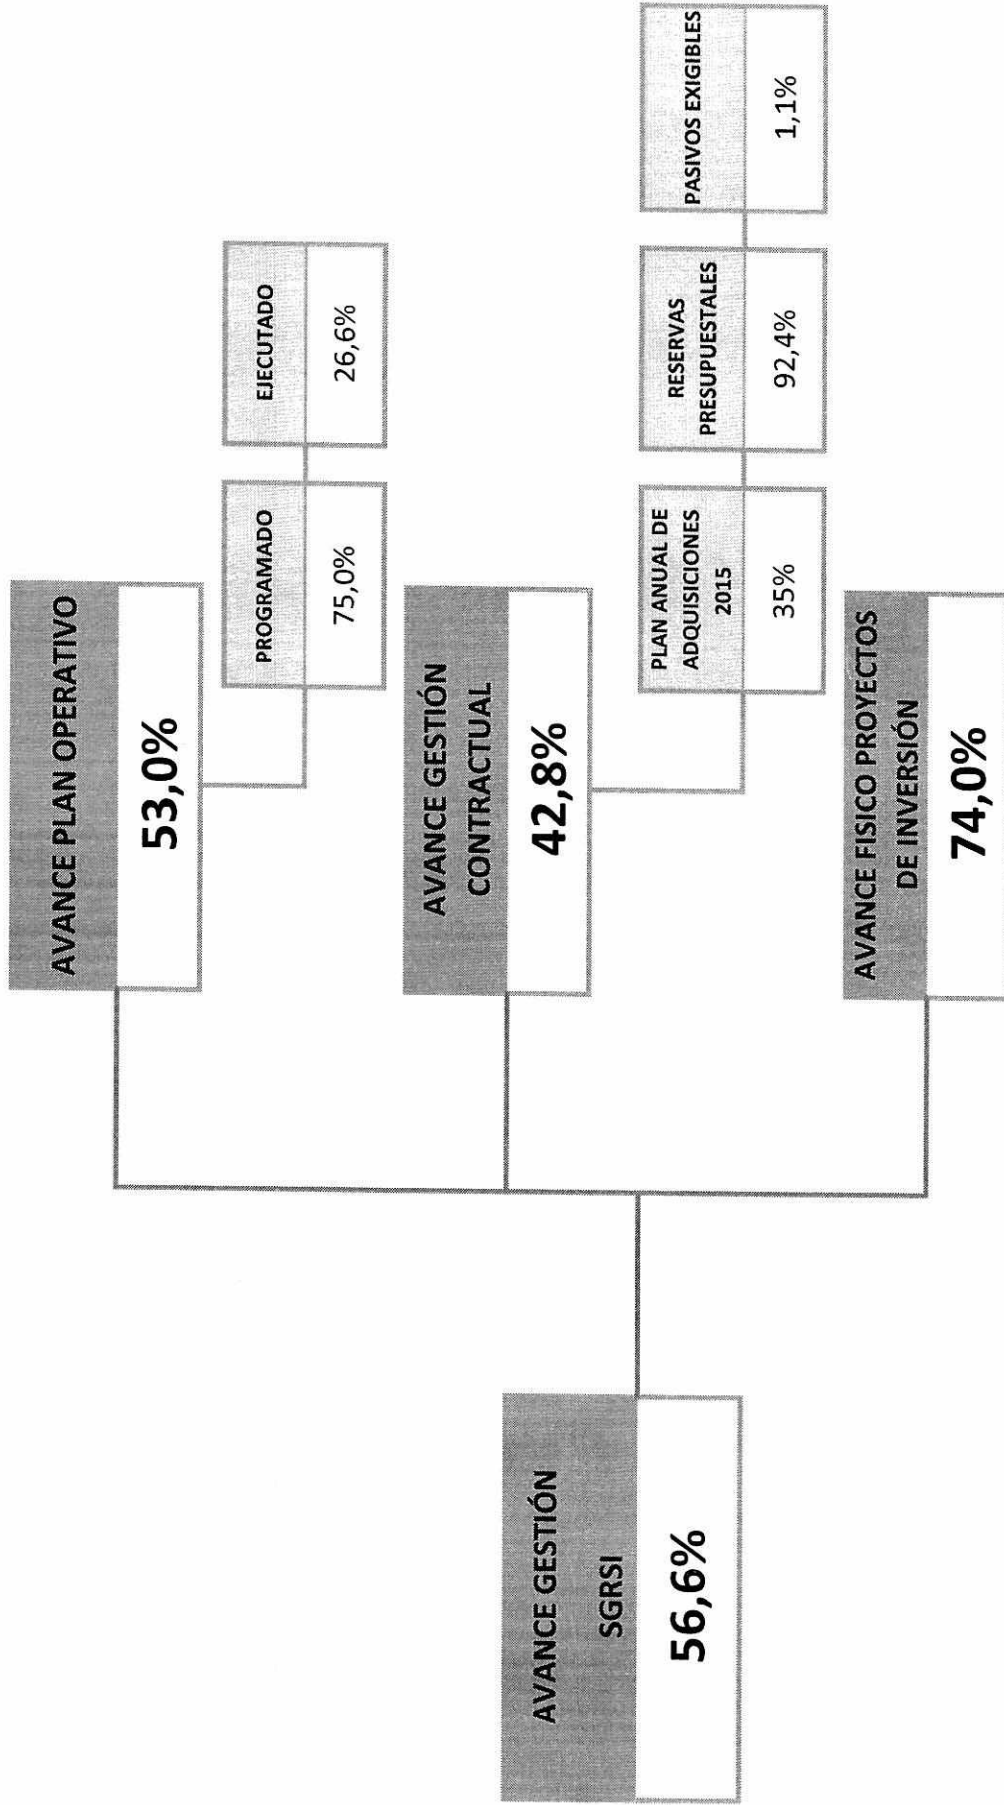 AVANCE GESTIÓN
SGRSI
56,6%
AVANCE PLAN OPERATIVO
53,0%
PROGRAMADO
75,0%
EJECUTADO
26,6%
AVANCE GESTIÓN
CONTRACTUAL
42,8%
PLAN ANUAL DE
ADQUISICIONES
2015
35%
RESERVAS
PRESUPUESTALES
92,4%
PASIVOS EXIGIBLES
1,1%
AVANCE FISICO PROYECTOS
DE INVERSIÓN
74,0%